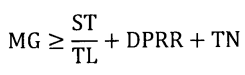 MG ≥ ST/TL + DPRR + TN